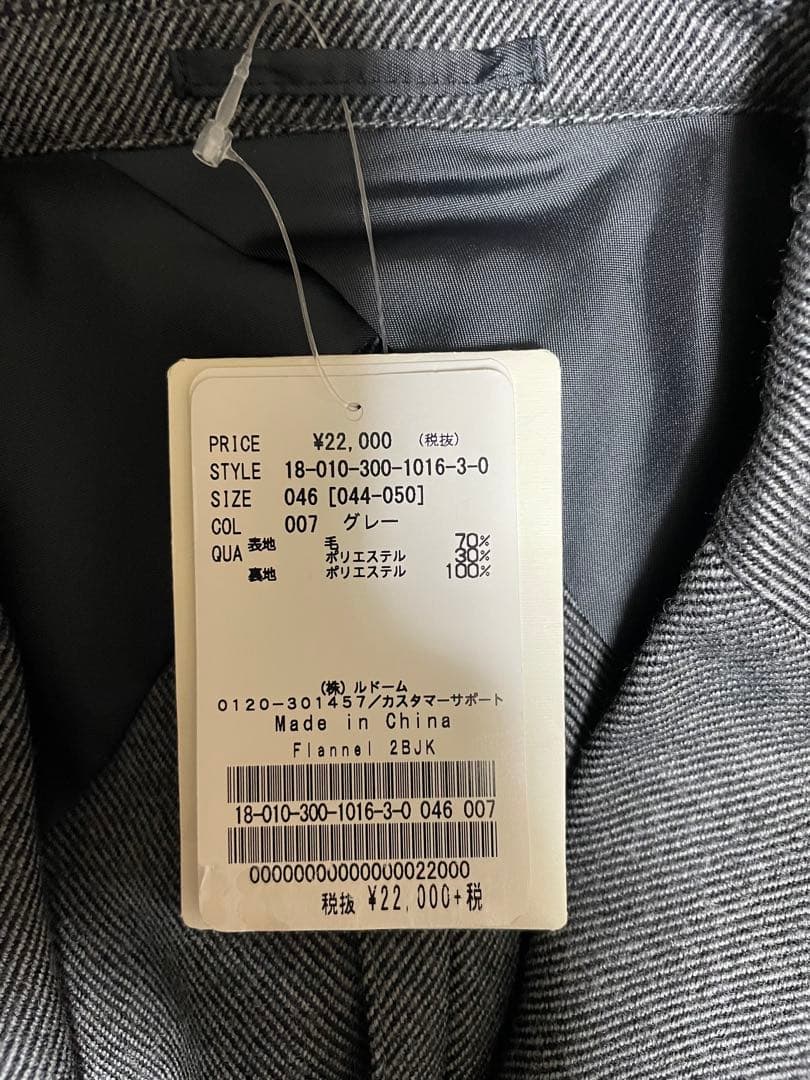 PRICE ¥22,000 (税抜)
STYLE 18-010-300-1016-3-0
SIZE 046 [044-050]
COL 007 グレー
QUA 表地 毛 70%
ポリエステル 30%
裏地 ポリエステル 100%
(株)ルドーム
0120-301457/カスタマーサポート
Made in China
Flannel 2BJK
18-010-300-1016-3-0 046 007
00000000000000022000
税抜 ¥22,000+税